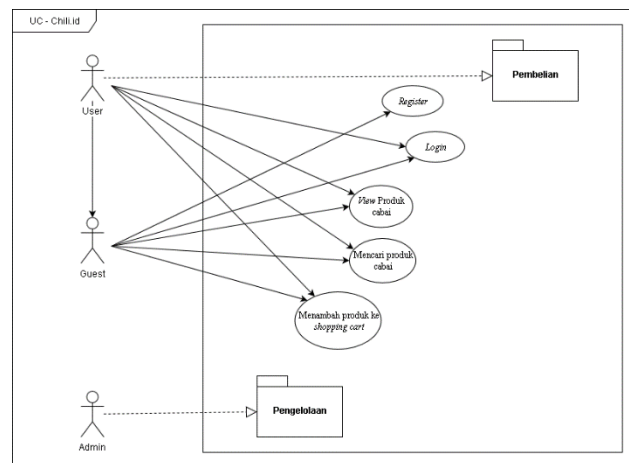 UC - Chili.id
Pembelian
User
Register
Login
View Produk
cabai
Guest
Mencari produk
cabai
Menambah produk ke
shopping cart
Pengelolaan
Admin